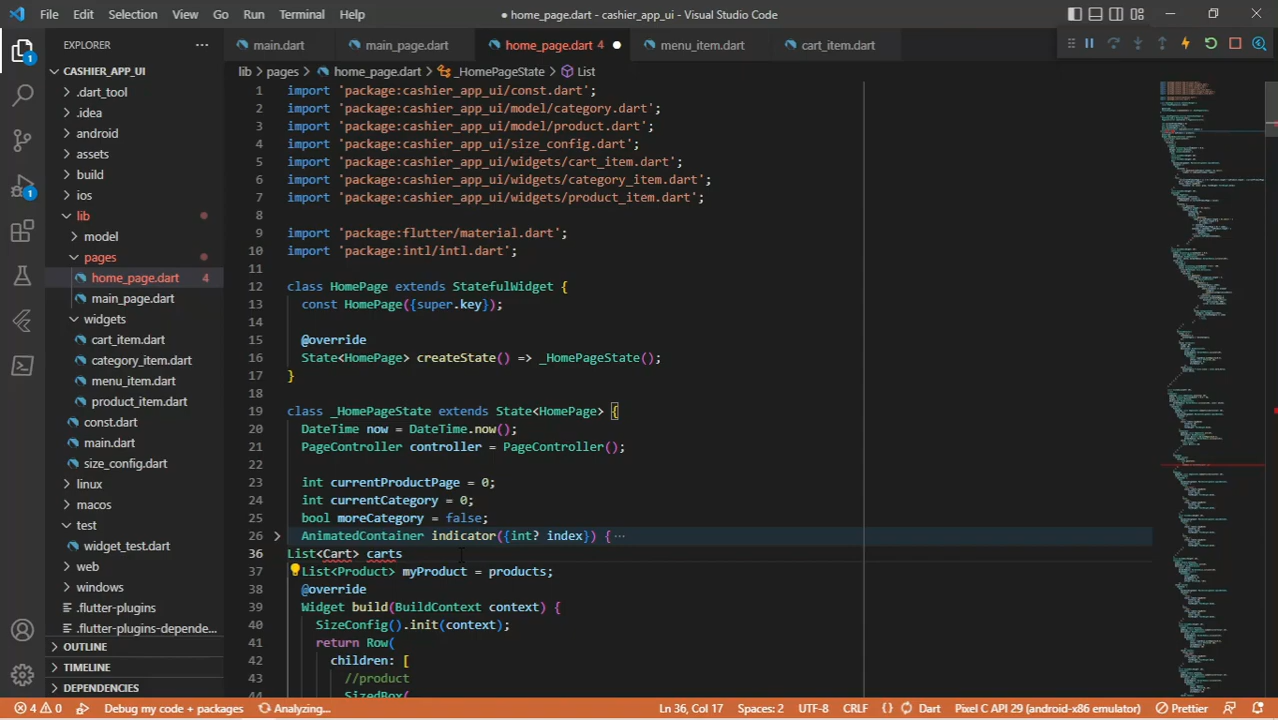 File Edit Selection View Go Run Terminal Help
● home_page.dart - cashier_app_ui - Visual Studio Code
EXPLORER
main.dart
main_page.dart
home_page.dart 4
menu_item.dart
cart_item.dart
lib > pages > home_page.dart > _HomePageState > List
1
CASHIER_APP_UI
.dart_tool
.idea
android
assets
build
ios
lib
model
pages
home_page.dart 4
main_page.dart
widgets
cart_item.dart
category_item.dart
menu_item.dart
product_item.dart
const.dart
main.dart
size_config.dart
linux
macos
test
widget_test.dart
web
windows
.flutter-plugins
.flutter-plugins-depende...
OUTLINE
TIMELINE
DEPENDENCIES
1
1 import 'package:cashier_app_ui/const.dart';
2 import 'package:cashier_app_ui/model/category.dart';
3 import 'package:cashier_app_ui/model/product.dart';
4 import 'package:cashier_app_ui/size_config.dart';
5 import 'package:cashier_app_ui/widgets/cart_item.dart';
6 import 'package:cashier_app_ui/widgets/category_item.dart';
7 import 'package:cashier_app_ui/widgets/product_item.dart';
8
9 import 'package:flutter/material.dart';
10 import 'package:intl/intl.dart';
11
12 class HomePage extends StatefulWidget {
13 const HomePage({super.key});
14
15 @override
16 State<HomePage> createState() => _HomePageState();
17 }
18
19 class _HomePageState extends State<HomePage> {
20 DateTime now = DateTime.now();
21 PageController controller = PageController();
22
23 int currentProductPage = 0;
24 int currentCategory = 0;
25 bool moreCategory = false;
26 AnimatedContainer indicator({int? index}) { ···
36 List<Cart> carts
37 List<Product> myProduct = products;
38 @override
39 Widget build(BuildContext context) {
40 SizeConfig().init(context);
41 return Row(
42 children: [
43 //product
44 SizedBox(
4 0 Debug my code + packages Analyzing... Ln 36, Col 17 Spaces: 2 UTF-8 CRLF {} Dart Pixel C API 29 (android-x86 emulator) Prettier